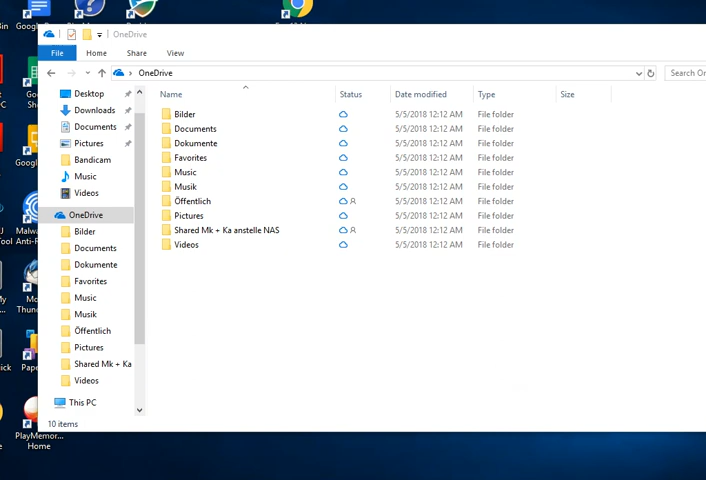 OneDrive
File Home Share View
OneDrive
Search On
Name Status Date modified Type Size
Desktop
Downloads
Documents
Pictures
Bandicam
Music
Videos
OneDrive
Bilder
Documents
Dokumente
Favorites
Music
Musik
Öffentlich
Pictures
Shared Mk + Ka
Videos
This PC
Bilder 5/5/2018 12:12 AM File folder
Documents 5/5/2018 12:12 AM File folder
Dokumente 5/5/2018 12:12 AM File folder
Favorites 5/5/2018 12:12 AM File folder
Music 5/5/2018 12:12 AM File folder
Musik 5/5/2018 12:12 AM File folder
Öffentlich 5/5/2018 12:12 AM File folder
Pictures 5/5/2018 12:12 AM File folder
Shared Mk + Ka anstelle NAS 5/5/2018 12:12 AM File folder
Videos 5/5/2018 12:12 AM File folder
10 items
PlayMemor...
Home